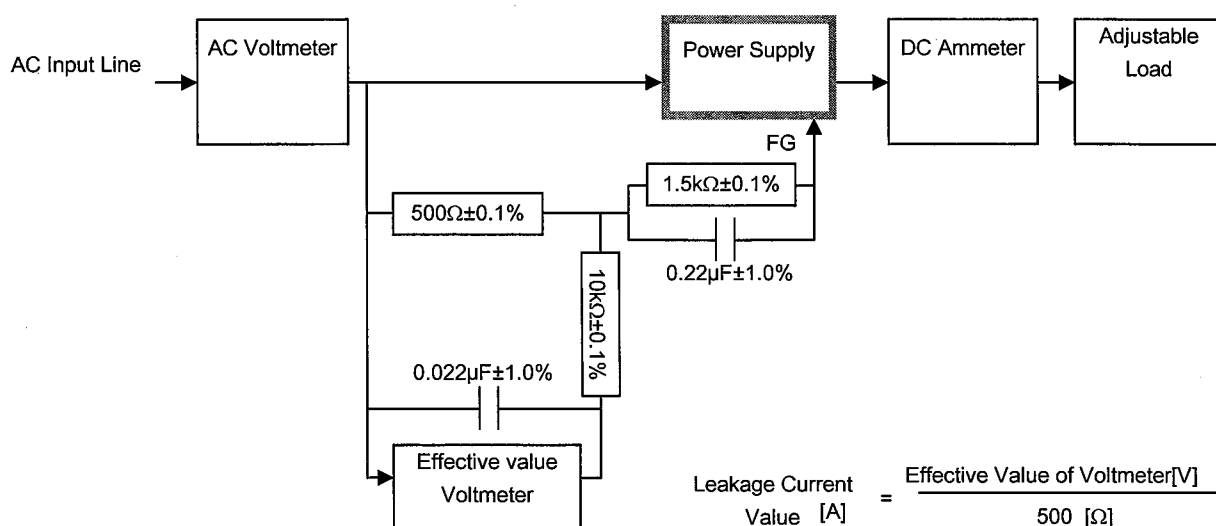 AC Input Line
AC Voltmeter
Power Supply
DC Ammeter
Adjustable
Load
FG
1.5kΩ±0.1%
500Ω±0.1%
0.22μF±1.0%
10kΩ±0.1%
0.022μF±1.0%
Effective value
Voltmeter
Leakage Current
Value [A] = Effective Value of Voltmeter[V]
500 [Ω]